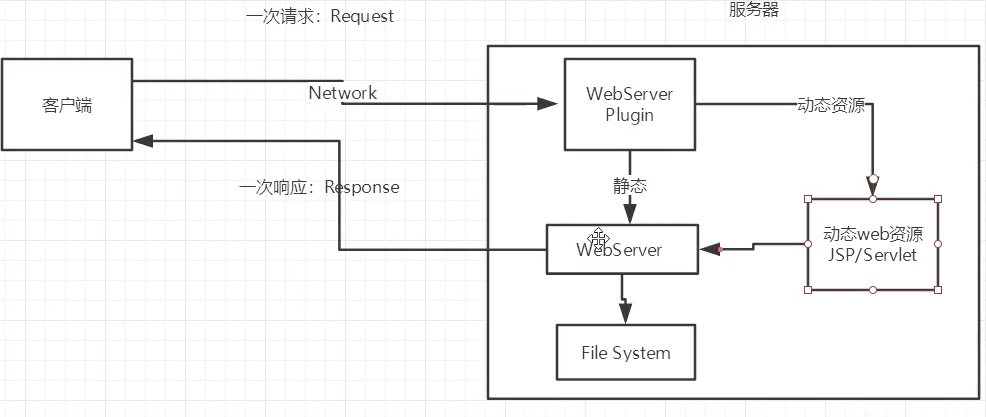 一次请求：Request
服务器
客户端
Network
WebServer
Plugin
动态资源
一次响应：Response
静态
动态web资源
JSP/Servlet
WebServer
File System